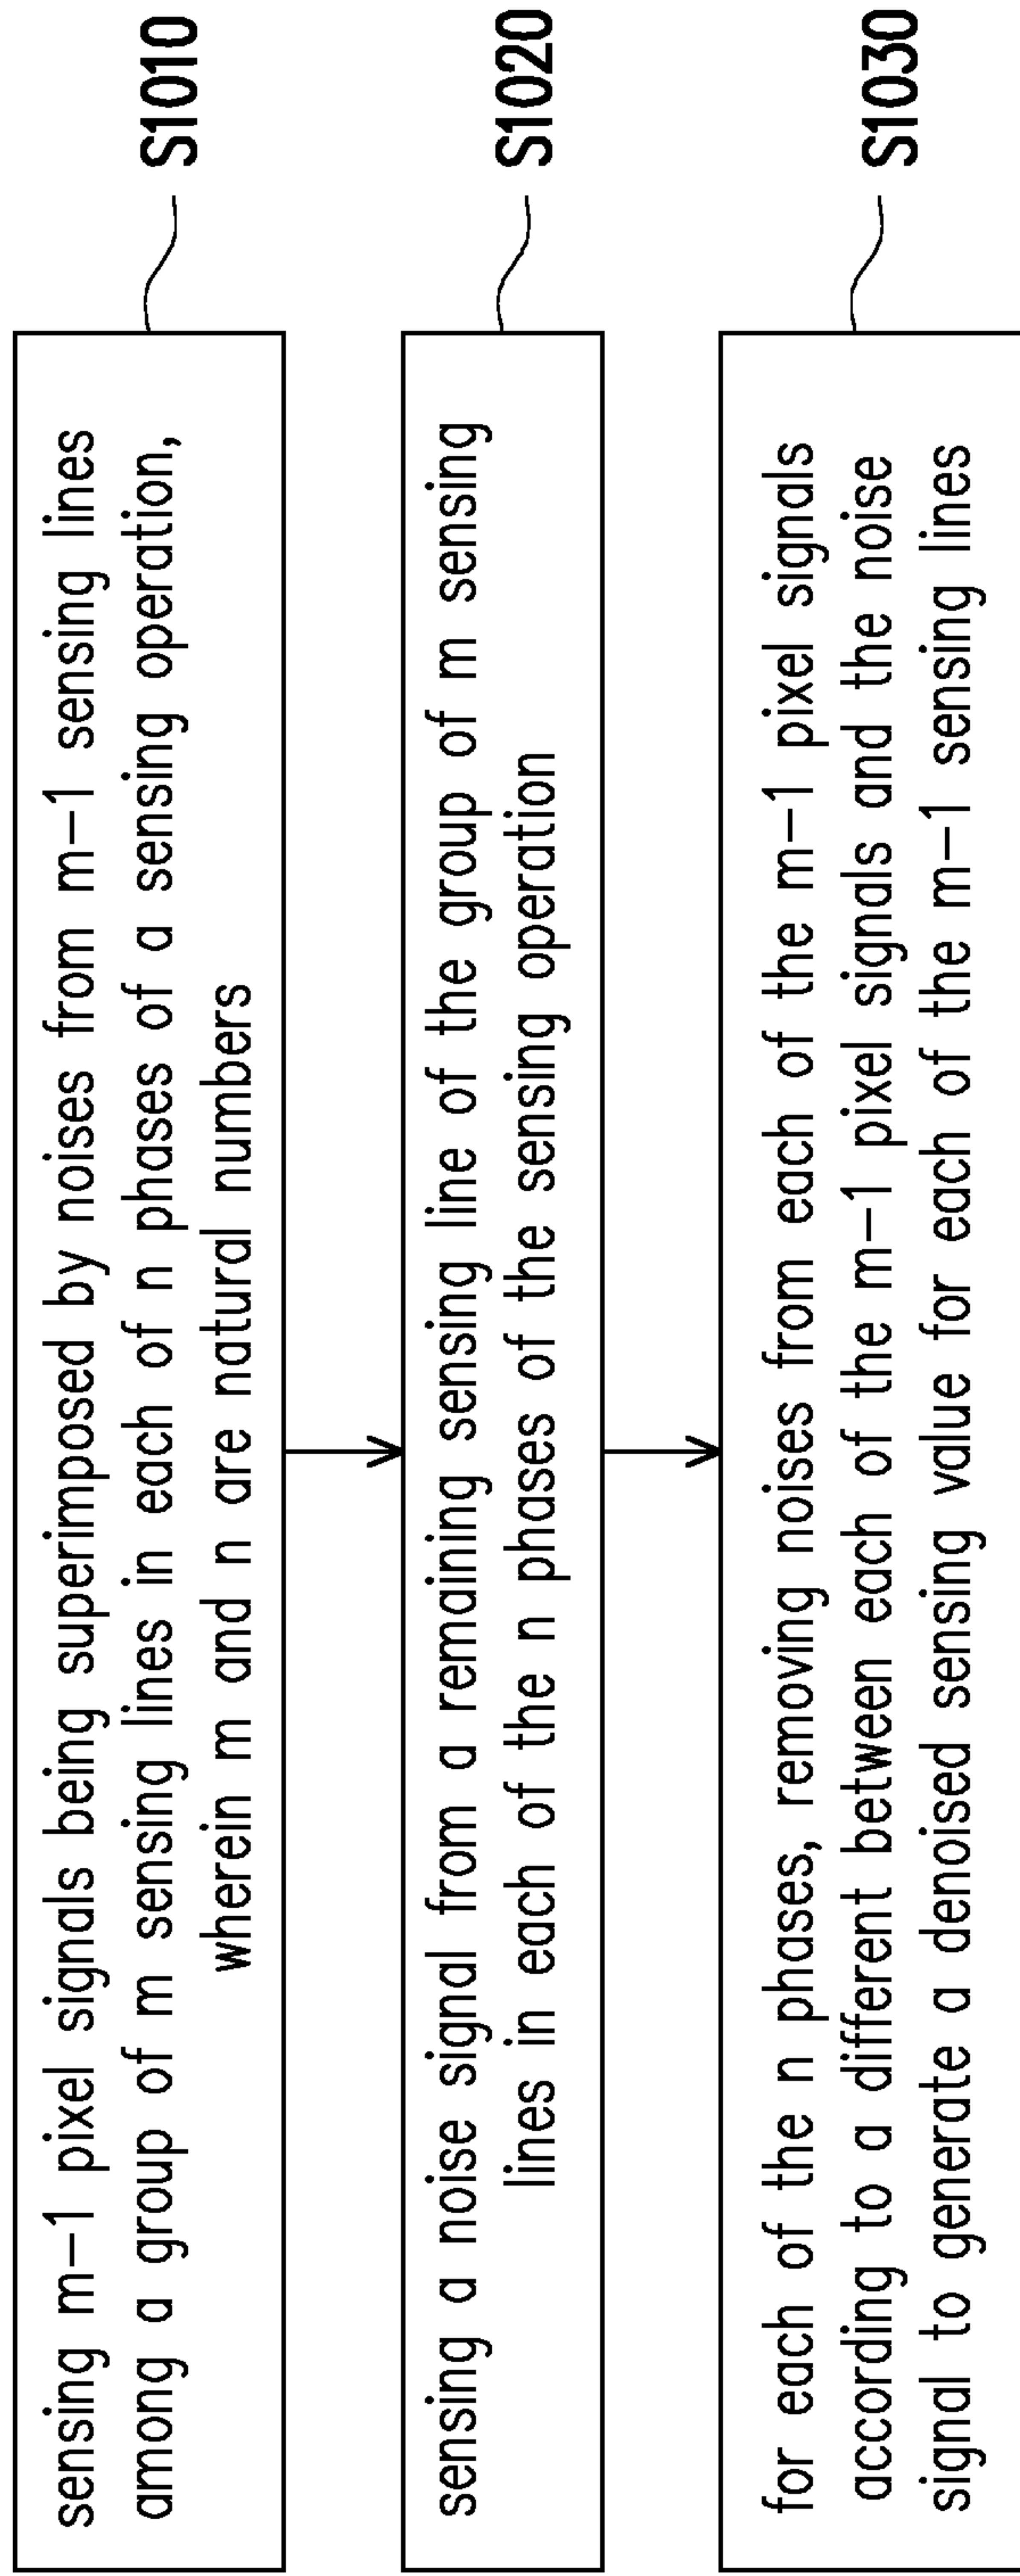 sensing m-1 pixel signals being superimposed by noises from m-1 sensing lines
among a group of m sensing lines in each of n phases of a sensing operation,
wherein m and n are natural numbers
S1010
sensing a noise signal from a remaining sensing line of the group of m sensing
lines in each of the n phases of the sensing operation
S1020
for each of the n phases, removing noises from each of the m-1 pixel signals
according to a different between each of the m-1 pixel signals and the noise
signal to generate a denoised sensing value for each of the m-1 sensing lines
S1030